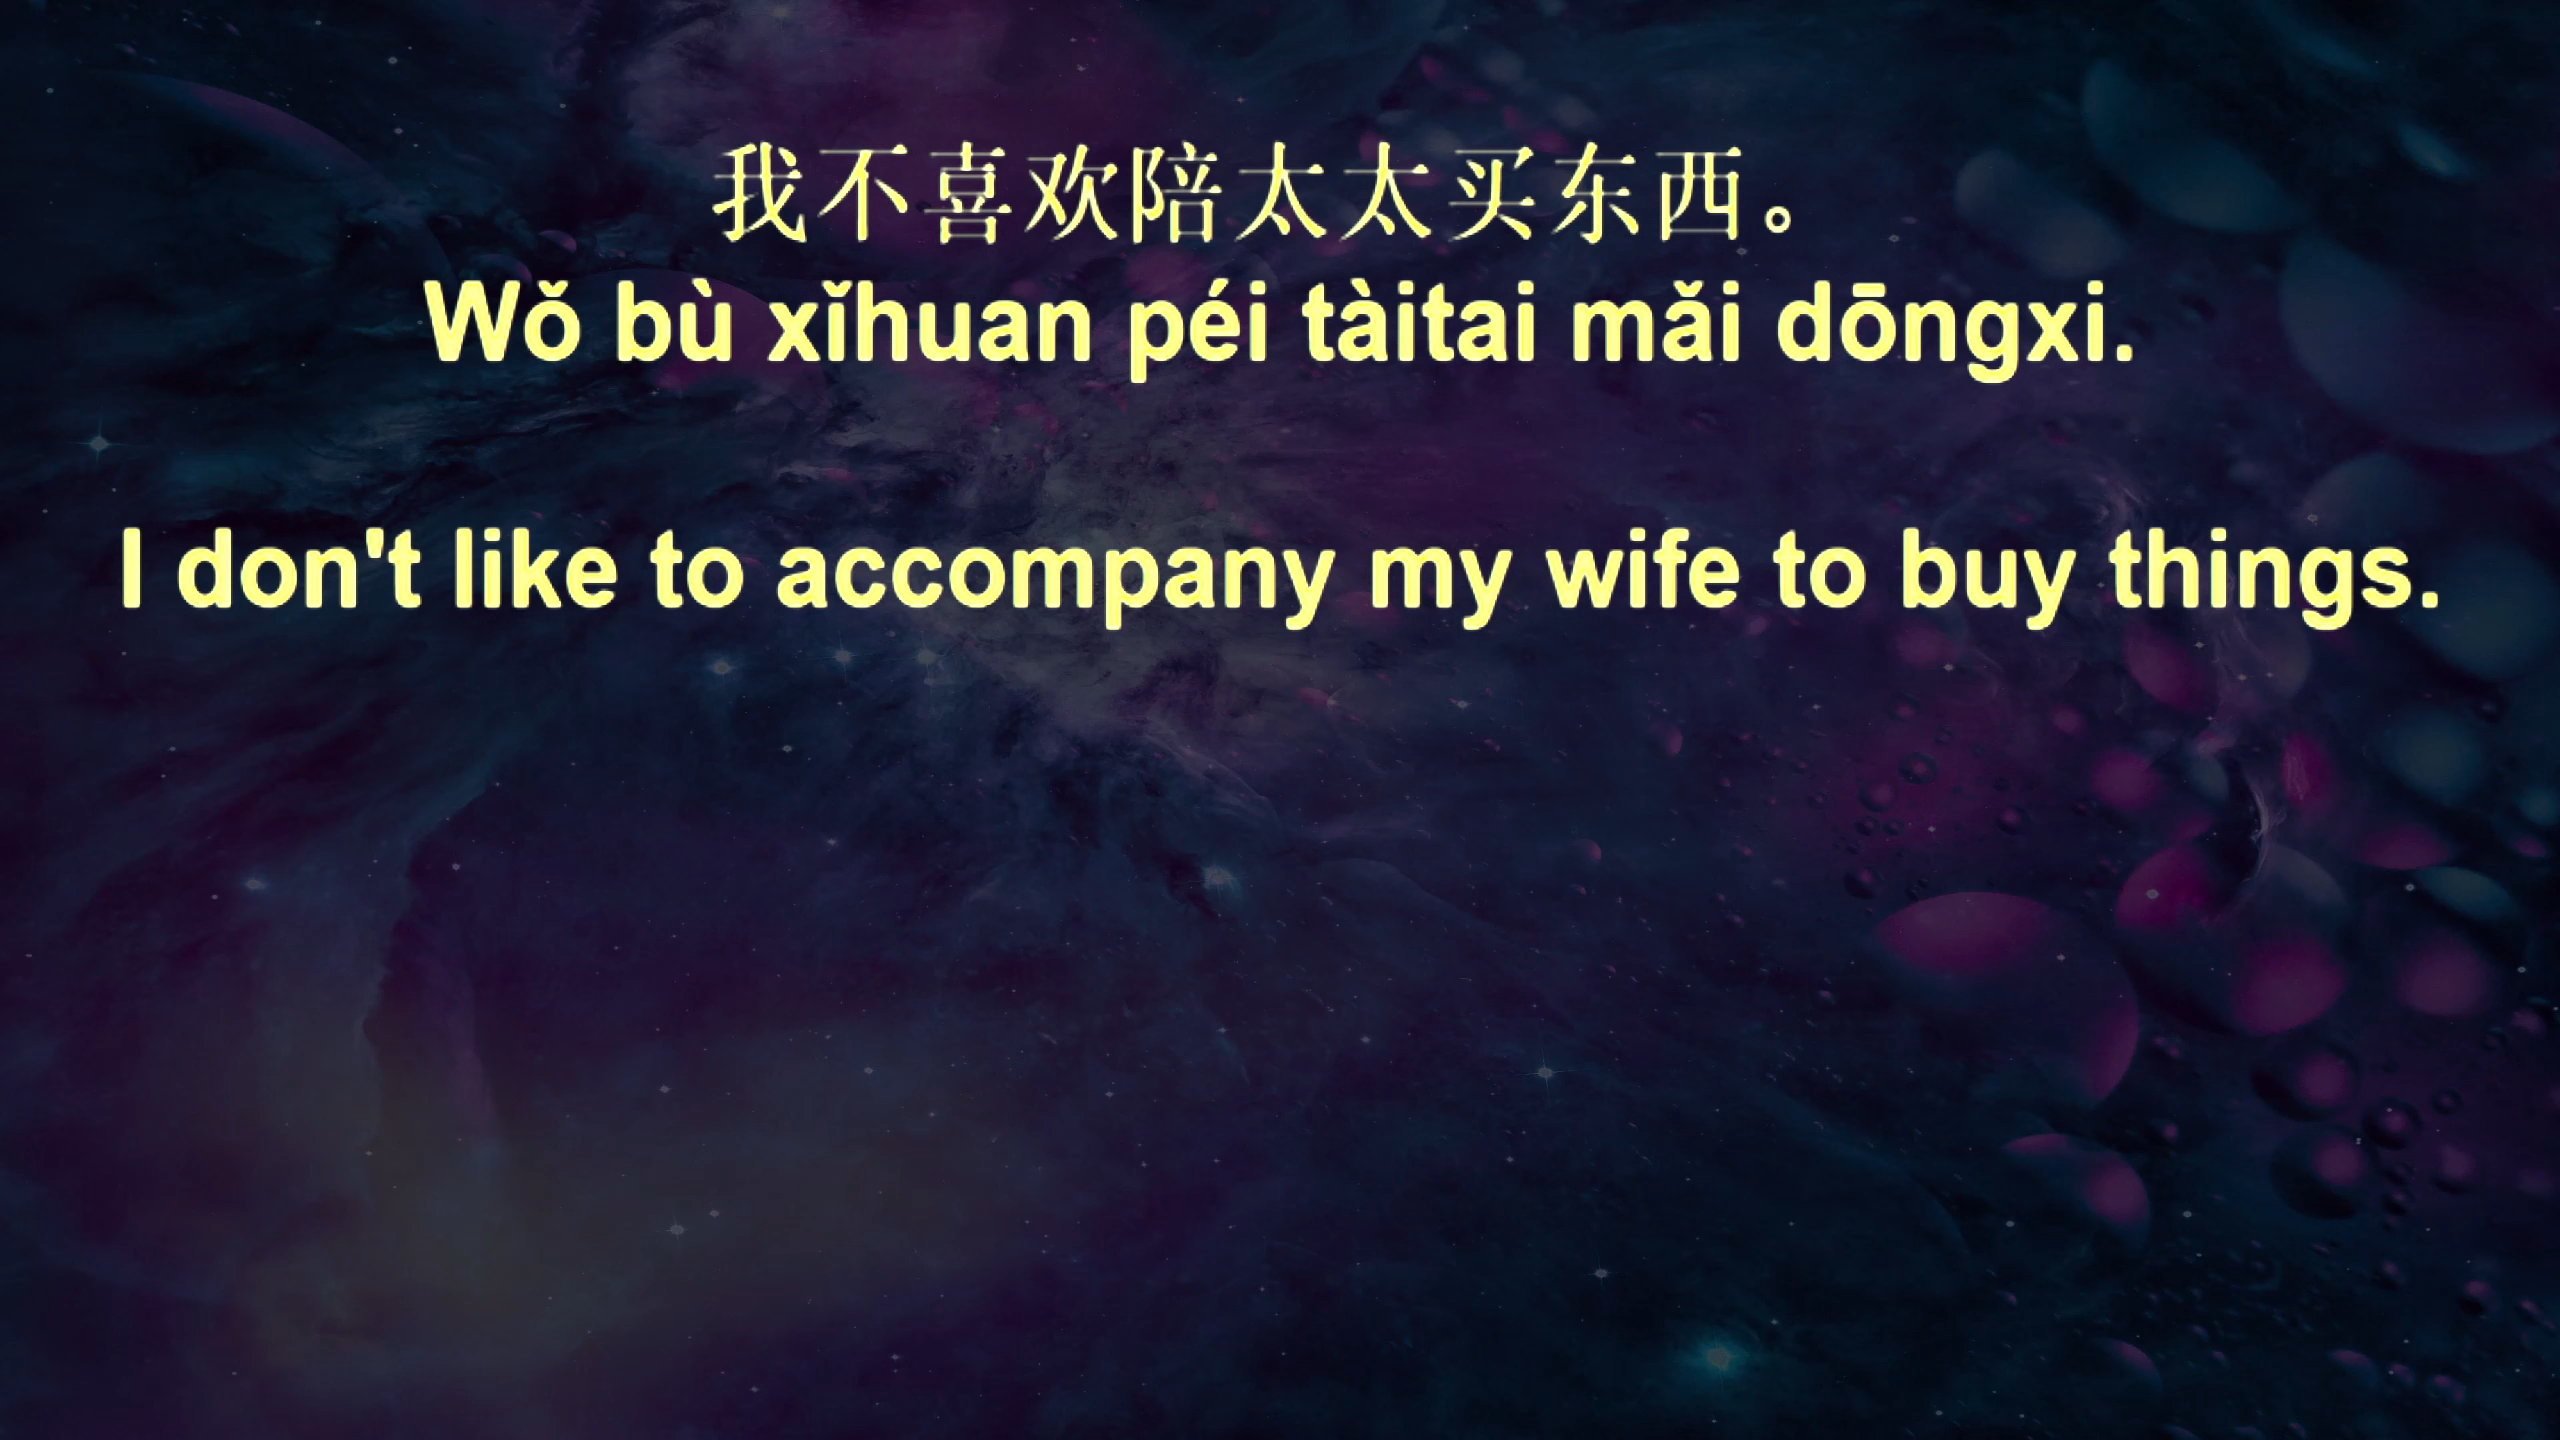 我不喜欢陪太太买东西。
Wǒ bù xǐhuan péi tàitai mǎi dōngxi.
I don't like to accompany my wife to buy things.